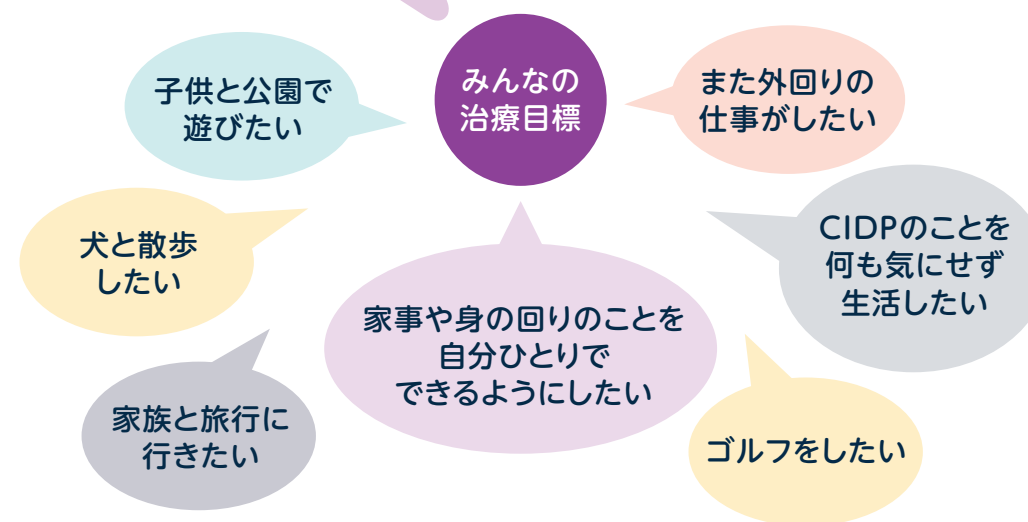 みんなの
治療目標
子供と公園で
遊びたい
また外回りの
仕事がしたい
犬と散歩
したい
CIDPのことを
何も気にせず
生活したい
家事や身の回りのことを
自分ひとりで
できるようにしたい
家族と旅行に
行きたい
ゴルフをしたい